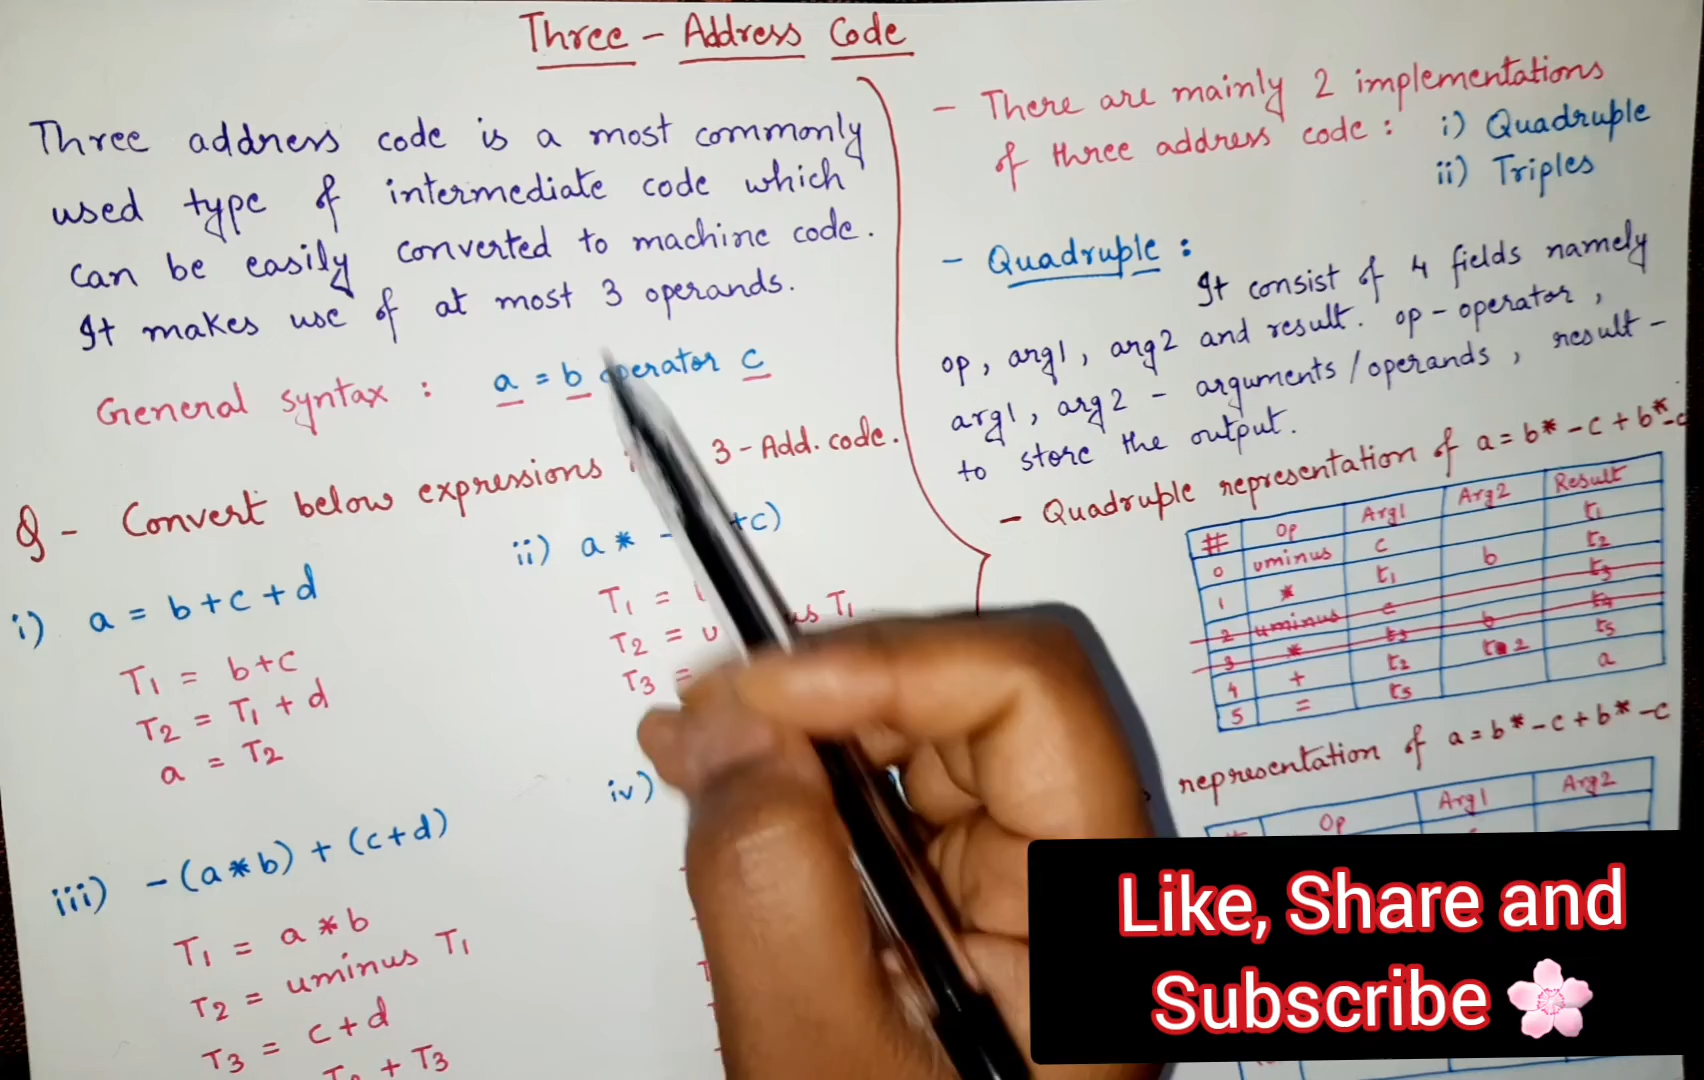 Three - Address Code
Three address code is a most commonly
used type of intermediate code which
can be easily converted to machine code.
It makes use of at most 3 operands.
General syntax : a = b operator c
Q - Convert below expressions 3-Add. code.
i) a = b+c+d
T1 = b+c
T2 = T1 + d
a = T2
ii) a * - +c)
T1 =
T2 = u us T1
T3 =
iii) -(a*b) + (c+d)
T1 = a*b
T2 = uminus T1
T3 = c+d
+ T3
iv)
- There are mainly 2 implementations
of three address code : i) Quadruple
ii) Triples
- Quadruple :
It consist of 4 fields namely
op, arg1, arg2 and result. op-operator,
arg1, arg2 - arguments/operands, result-
to store the output.
- Quadruple representation of a = b*-c+b*-c
# Op Arg1 Arg2 Result
0 uminus c t1
1 * t1 b t2
2 uminus c t3
3 * t3 b t4
4 + t2 t2 t5
5 = t5 a
representation of a = b*-c+b*-c
Op Arg1 Arg2
Like, Share and
Subscribe 🌸